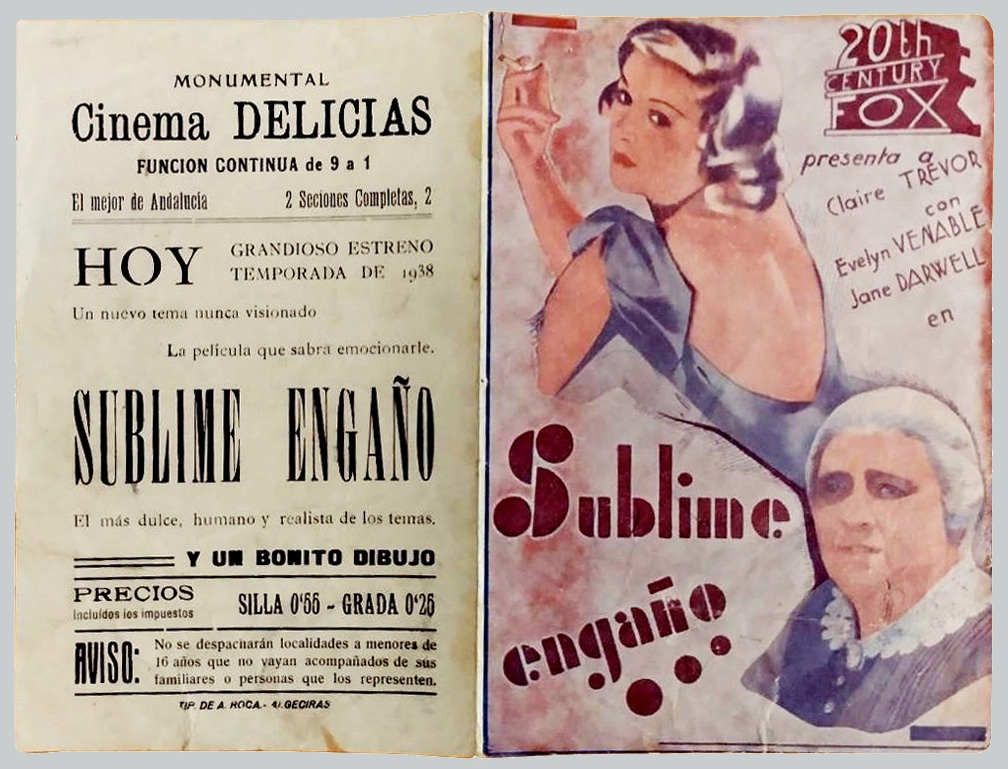 MONUMENTAL
Cinema DELICIAS
FUNCION CONTINUA de 9 a 1
El mejor de Andalucía 2 Seciones Completas, 2
HOY
GRANDIOSO ESTRENO
TEMPORADA DE 1938
Un nuevo tema nunca visionado
La película que sabra emocionarle.
SUBLIME ENGAÑO
El más dulce, humano y realista de los temas.
Y UN BONITO DIBUJO
PRECIOS
Incluídos los impuestos
SILLA 0'55 - GRADA 0'25
AVISO:
No se despacharán localidades a menores de
16 años que no vayan acompañados de sus
familiares o personas que los representen.
TIP. DE A. ROCA.- ALGECIRAS
20th
CENTURY
FOX
presenta a
Claire TREVOR
con
Evelyn VENABLE
Jane DARWELL
en
Sublime
engaño